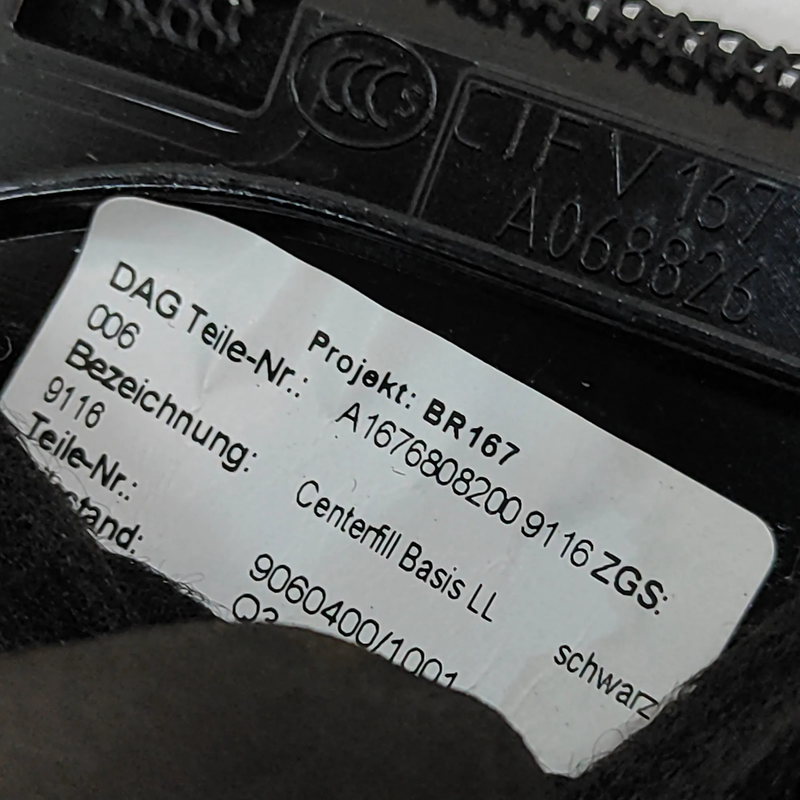 CCC S
CTF V 167
A068826
Projekt: BR167
DAG Teile-Nr.: A1676808200 9116 ZGS:
006
Bezeichnung: Centerfill Basis LL schwarz
9116
Teile-Nr.: 9060400/1001
stand: